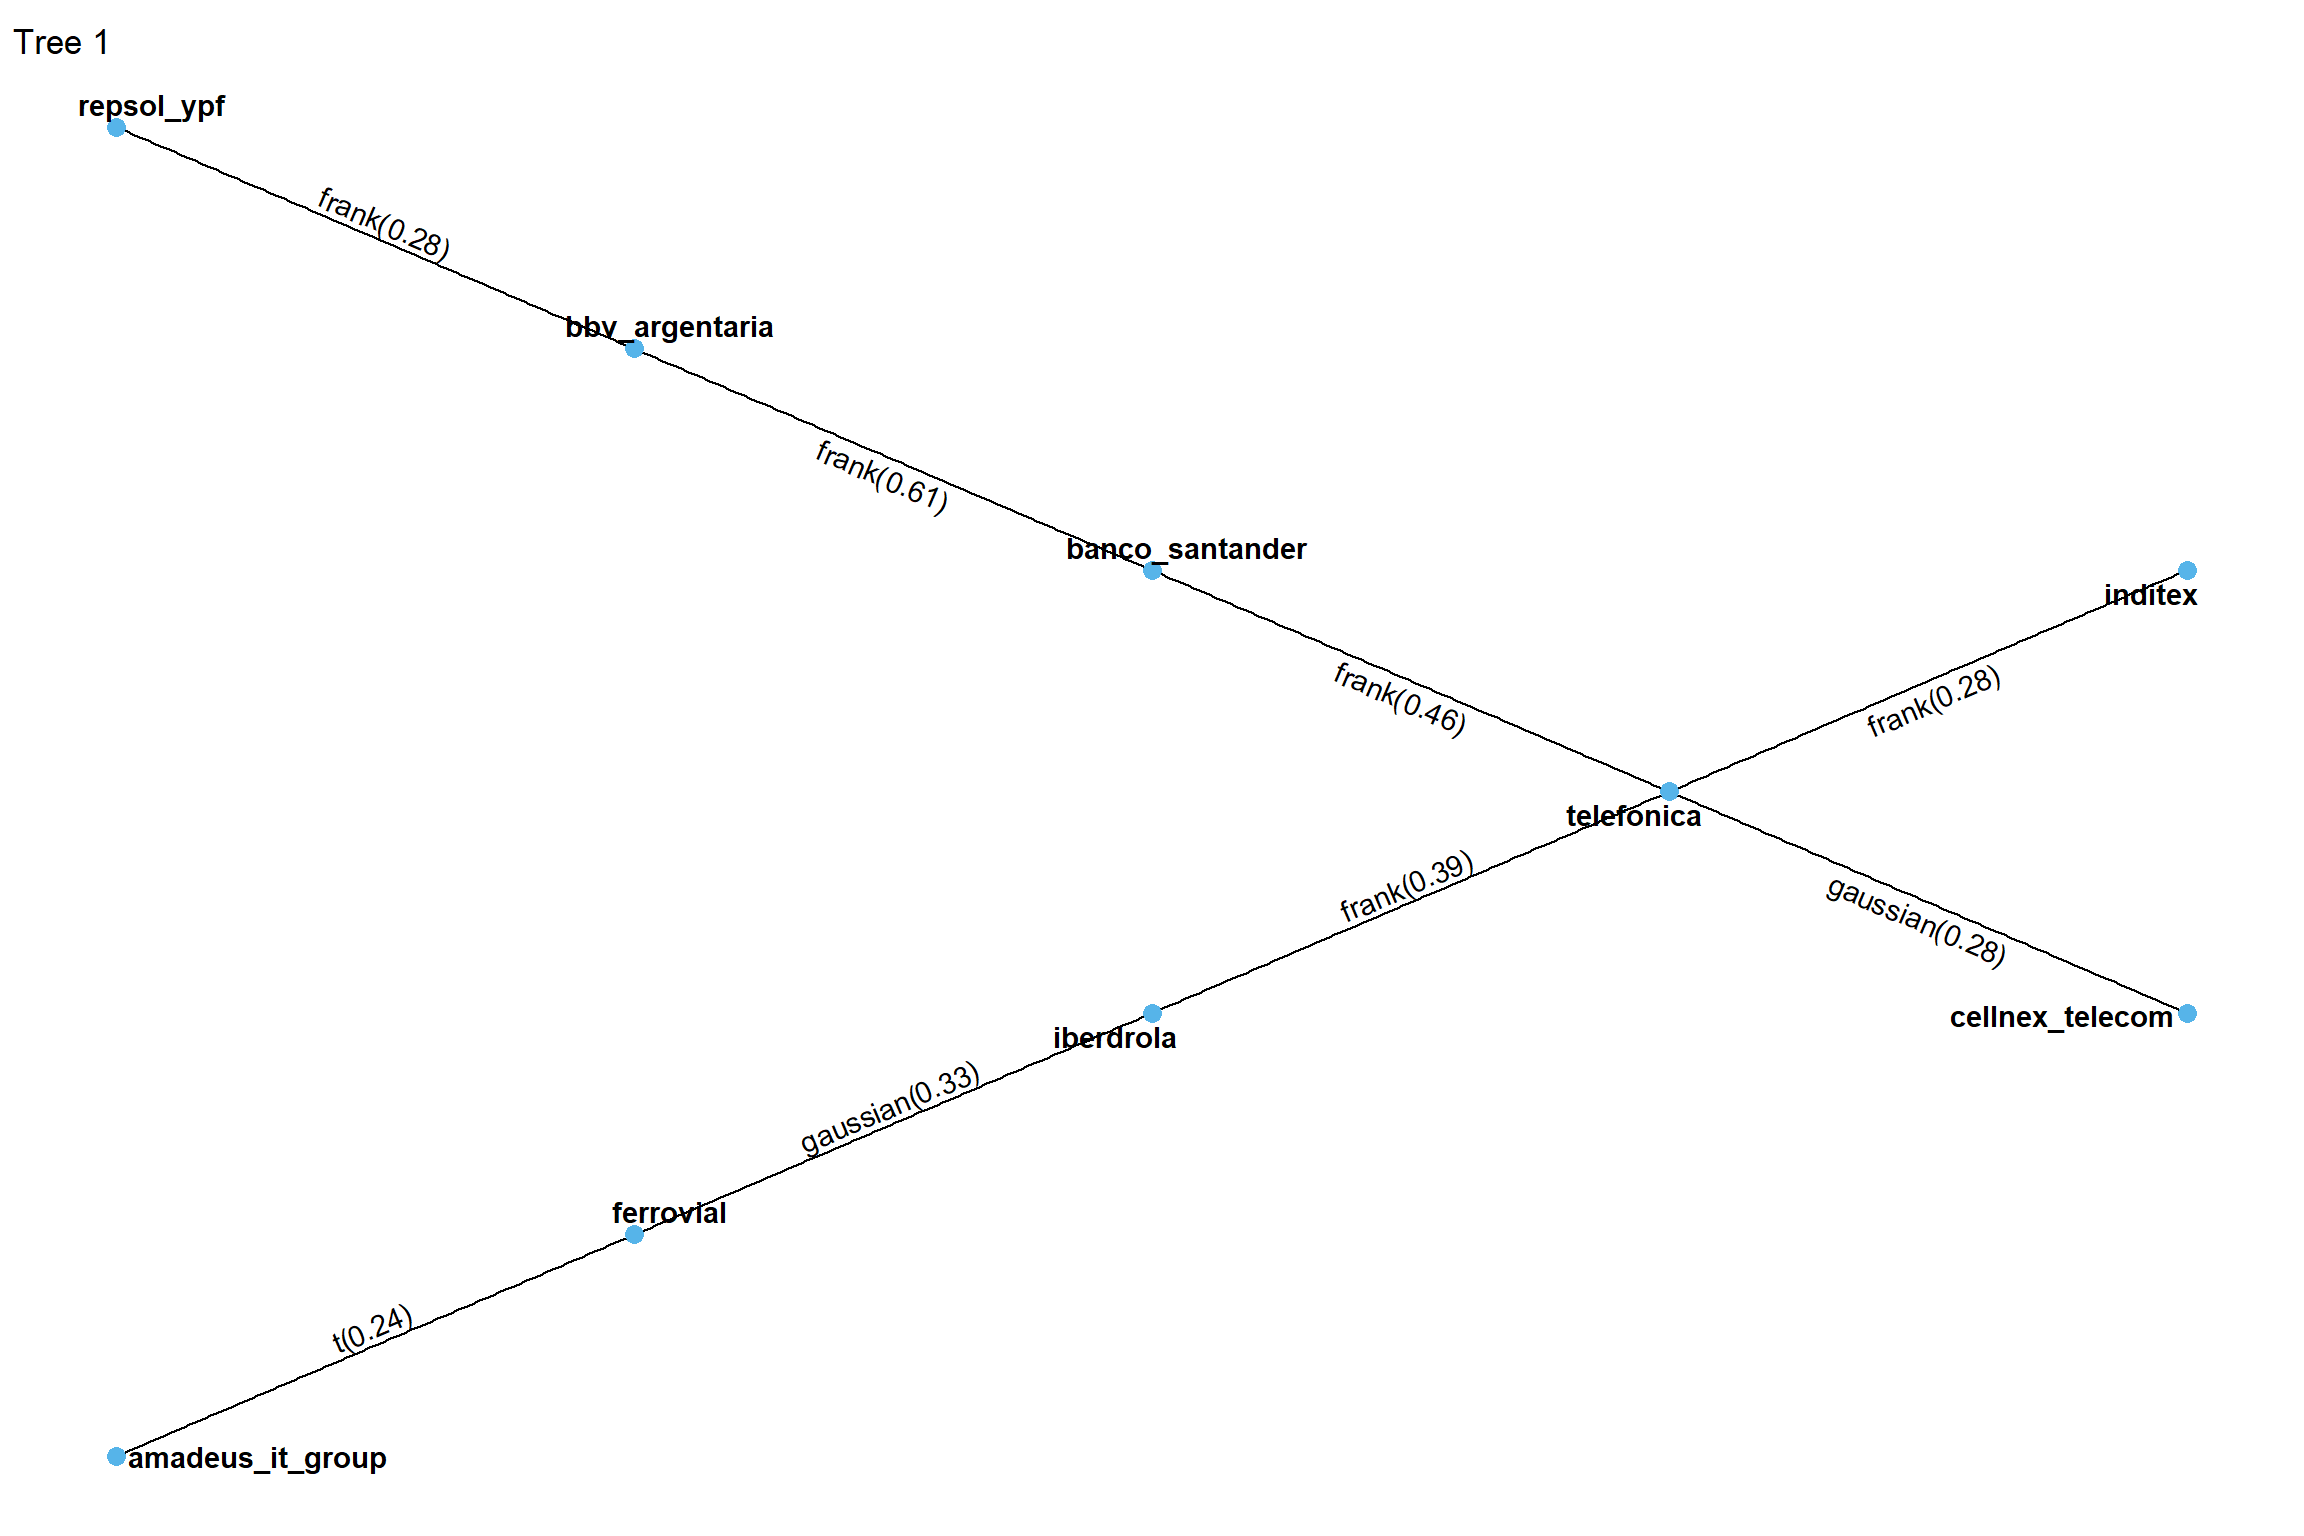 Tree 1
repsol_ypf
frank(0.28)
bbv_argentaria
frank(0.61)
banco_santander
inditex
frank(0.46)
frank(0.28)
telefonica
frank(0.39)
gaussian(0.28)
cellnex_telecom
iberdrola
gaussian(0.33)
ferrovial
t(0.24)
amadeus_it_group